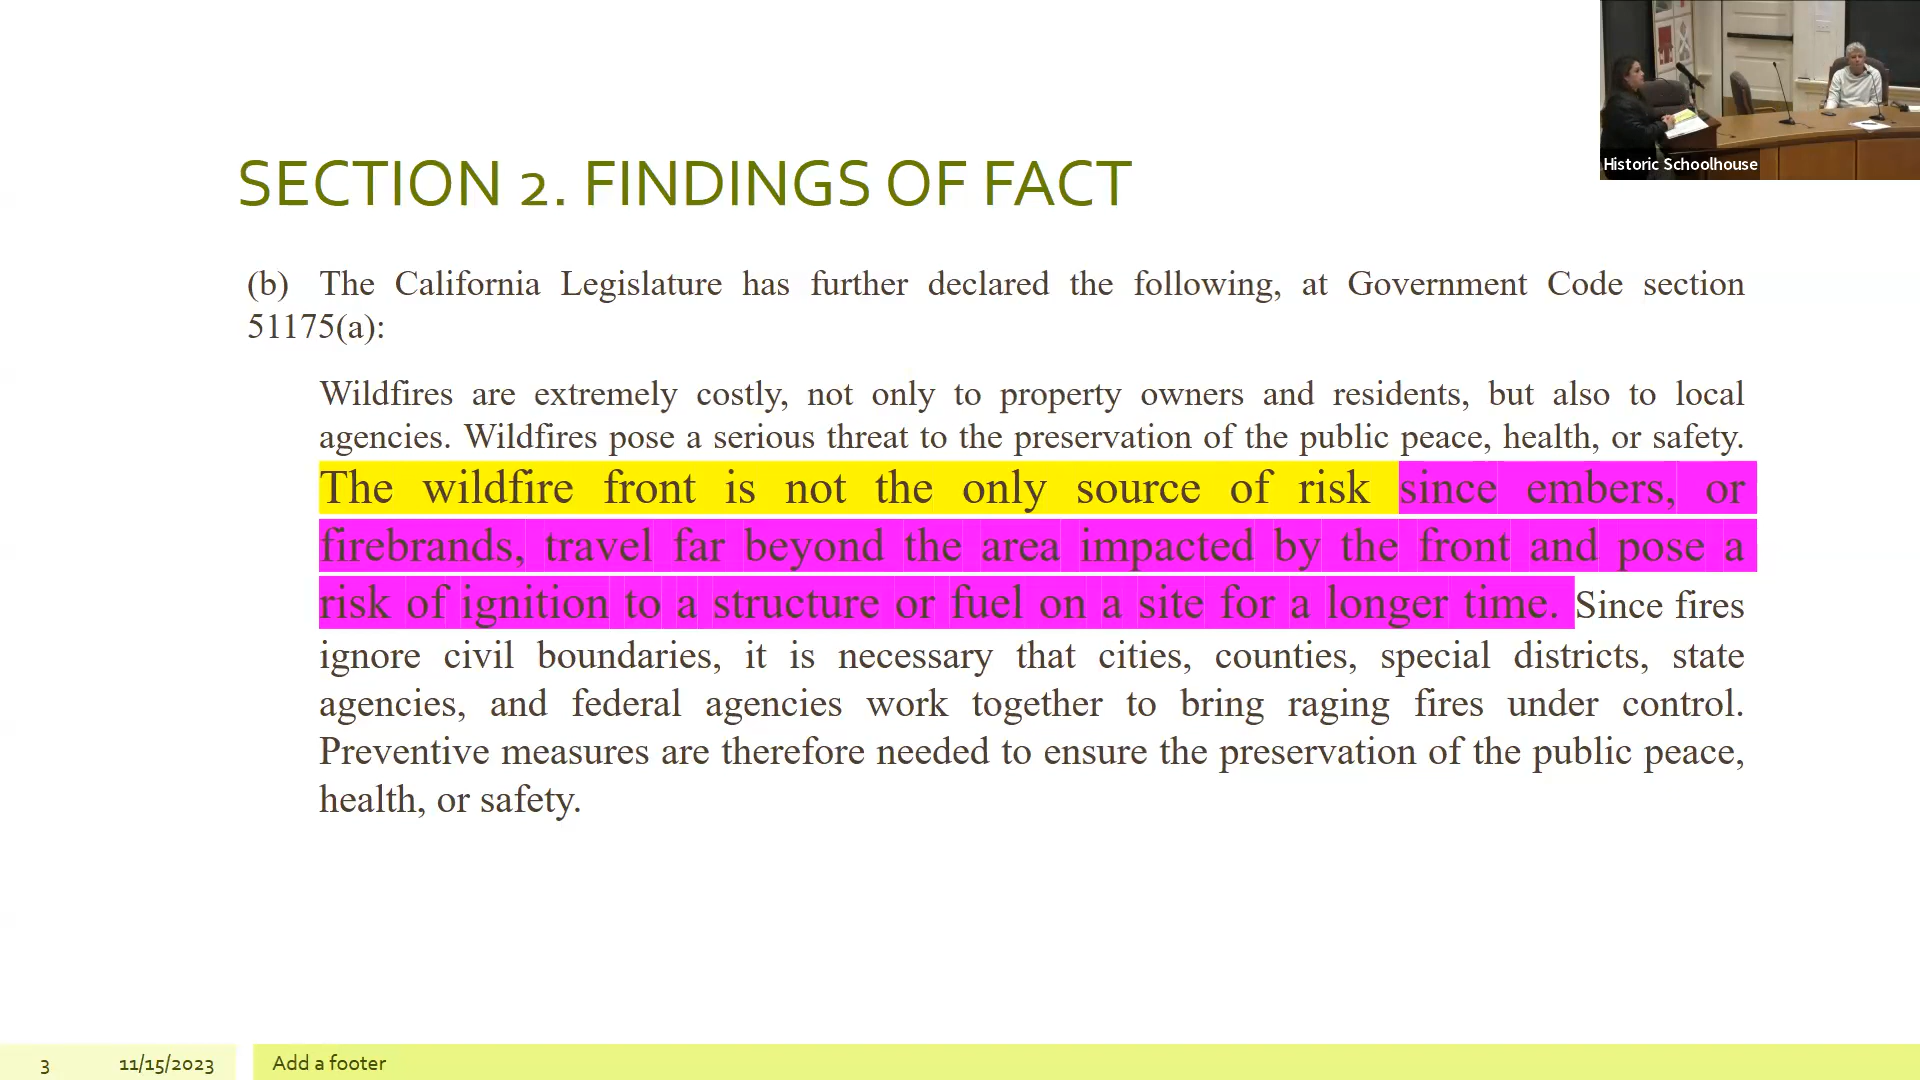 Historic Schoolhouse
SECTION 2. FINDINGS OF FACT
(b) The California Legislature has further declared the following, at Government Code section
51175(a):
Wildfires are extremely costly, not only to property owners and residents, but also to local
agencies. Wildfires pose a serious threat to the preservation of the public peace, health, or safety.
The wildfire front is not the only source of risk since embers, or
firebrands, travel far beyond the area impacted by the front and pose a
risk of ignition to a structure or fuel on a site for a longer time. Since fires
ignore civil boundaries, it is necessary that cities, counties, special districts, state
agencies, and federal agencies work together to bring raging fires under control.
Preventive measures are therefore needed to ensure the preservation of the public peace,
health, or safety.
3 11/15/2023 Add a footer